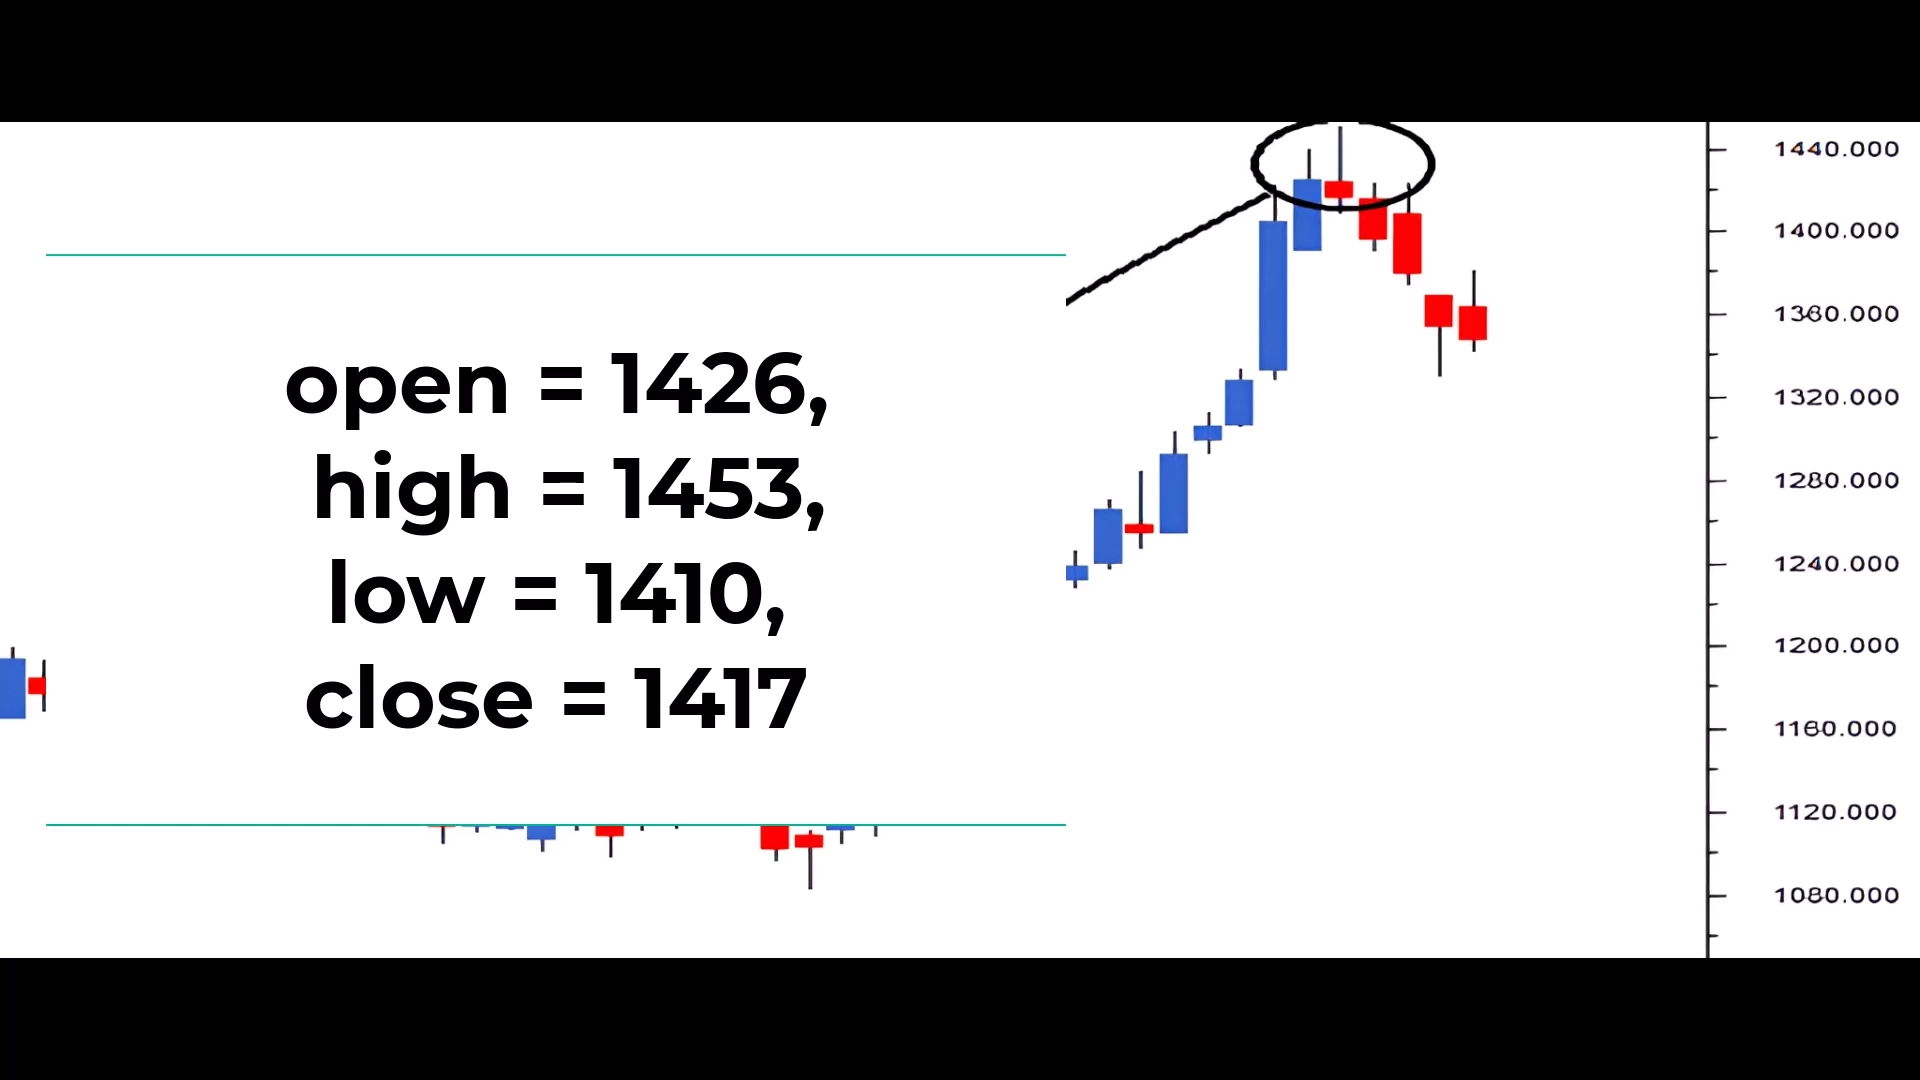 open = 1426,
high = 1453,
low = 1410,
close = 1417
1440.000
1400.000
1360.000
1320.000
1280.000
1240.000
1200.000
1160.000
1120.000
1080.000